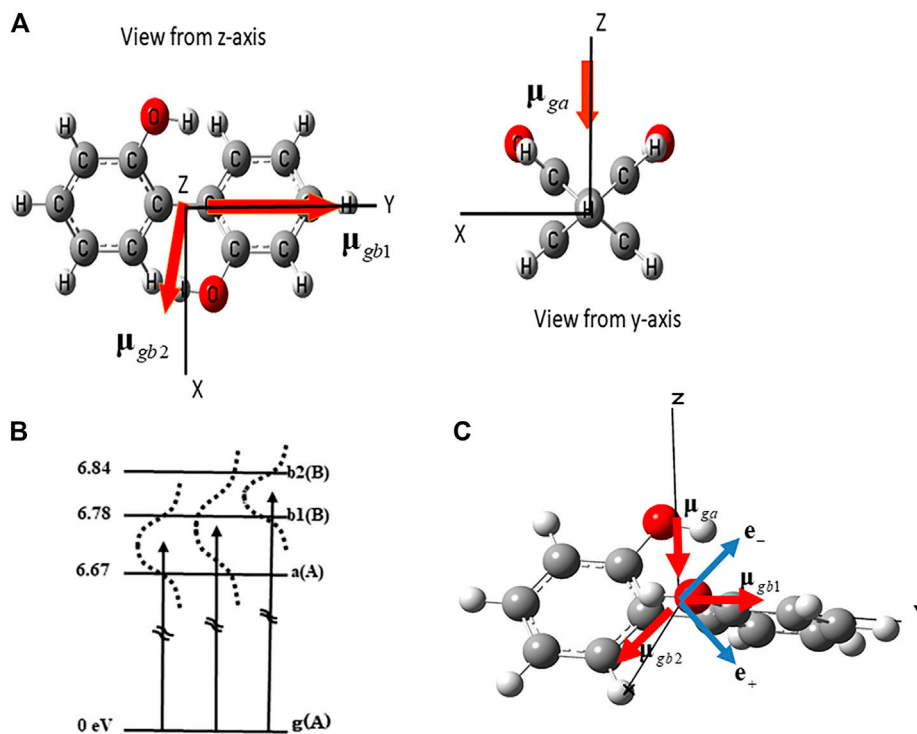 A
View from z-axis
O H
H C C H
C C H C C
H C C Z C C H Y
μgb1
C C H C C
H H H O H
μgb2
X
Z
μga
O H H
C C
H
X
C C
H H
View from y-axis
B
6.84 b2(B)
6.78 b1(B)
6.67 a(A)
0 eV g(A)
C
Z
μga
e-
μgb1
Y
μgb2
X
e+